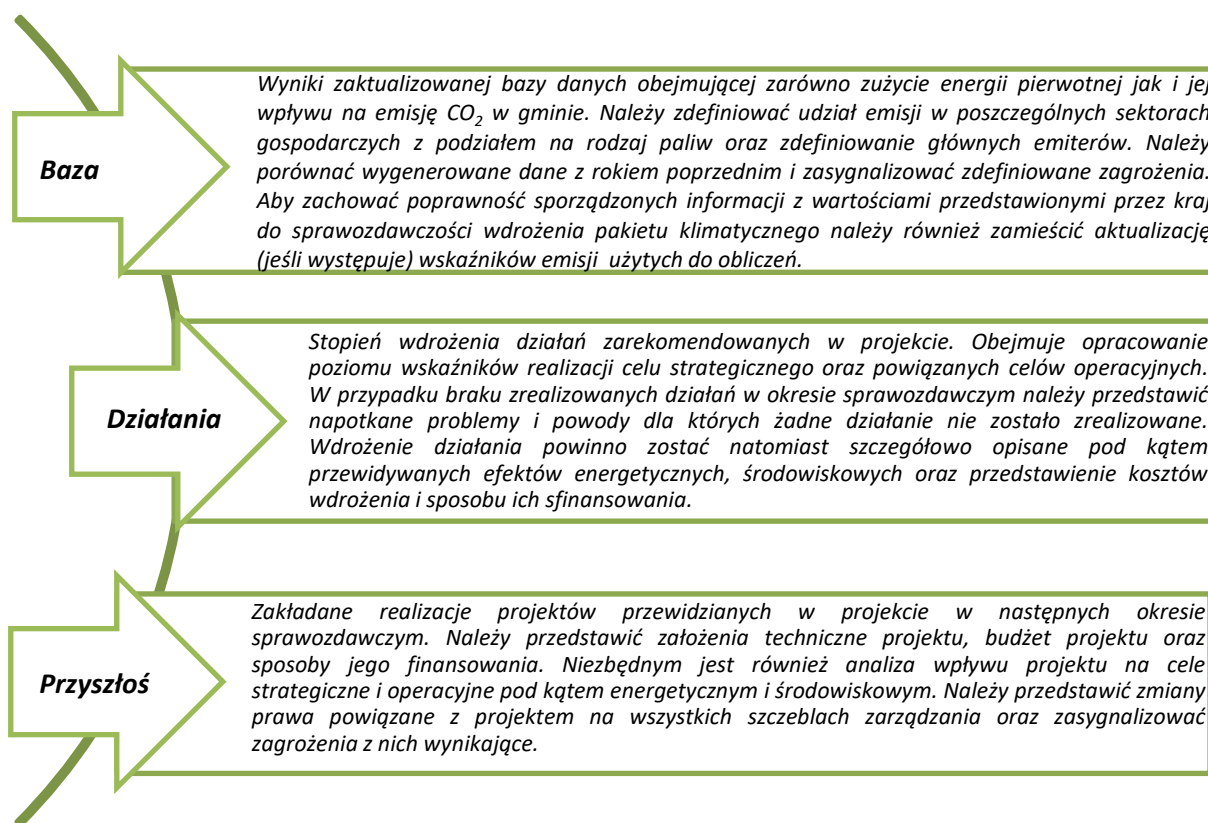 Baza
Wyniki zaktualizowanej bazy danych obejmującej zarówno zużycie energii pierwotnej jak i jej
wpływu na emisję CO₂ w gminie. Należy zdefiniować udział emisji w poszczególnych sektorach
gospodarczych z podziałem na rodzaj paliw oraz zdefiniowanie głównych emiterów. Należy
porównać wygenerowane dane z rokiem poprzednim i zasygnalizować zdefiniowane zagrożenia.
Aby zachować poprawność sporządzonych informacji z wartościami przedstawionymi przez kraj
do sprawozdawczości wdrożenia pakietu klimatycznego należy również zamieścić aktualizację
(jeśli występuje) wskaźników emisji użytych do obliczeń.
Działania
Stopień wdrożenia działań zarekomendowanych w projekcie. Obejmuje opracowanie
poziomu wskaźników realizacji celu strategicznego oraz powiązanych celów operacyjnych.
W przypadku braku zrealizowanych działań w okresie sprawozdawczym należy przedstawić
napotkane problemy i powody dla których żadne działanie nie zostało zrealizowane.
Wdrożenie działania powinno zostać natomiast szczegółowo opisane pod kątem
przewidywanych efektów energetycznych, środowiskowych oraz przedstawienie kosztów
wdrożenia i sposobu ich sfinansowania.
Przyszłoś
Zakładane realizacje projektów przewidzianych w projekcie w następnych okresie
sprawozdawczym. Należy przedstawić założenia techniczne projektu, budżet projektu oraz
sposoby jego finansowania. Niezbędnym jest również analiza wpływu projektu na cele
strategiczne i operacyjne pod kątem energetycznym i środowiskowym. Należy przedstawić zmiany
prawa powiązane z projektem na wszystkich szczeblach zarządzania oraz zasygnalizować
zagrożenia z nich wynikające.